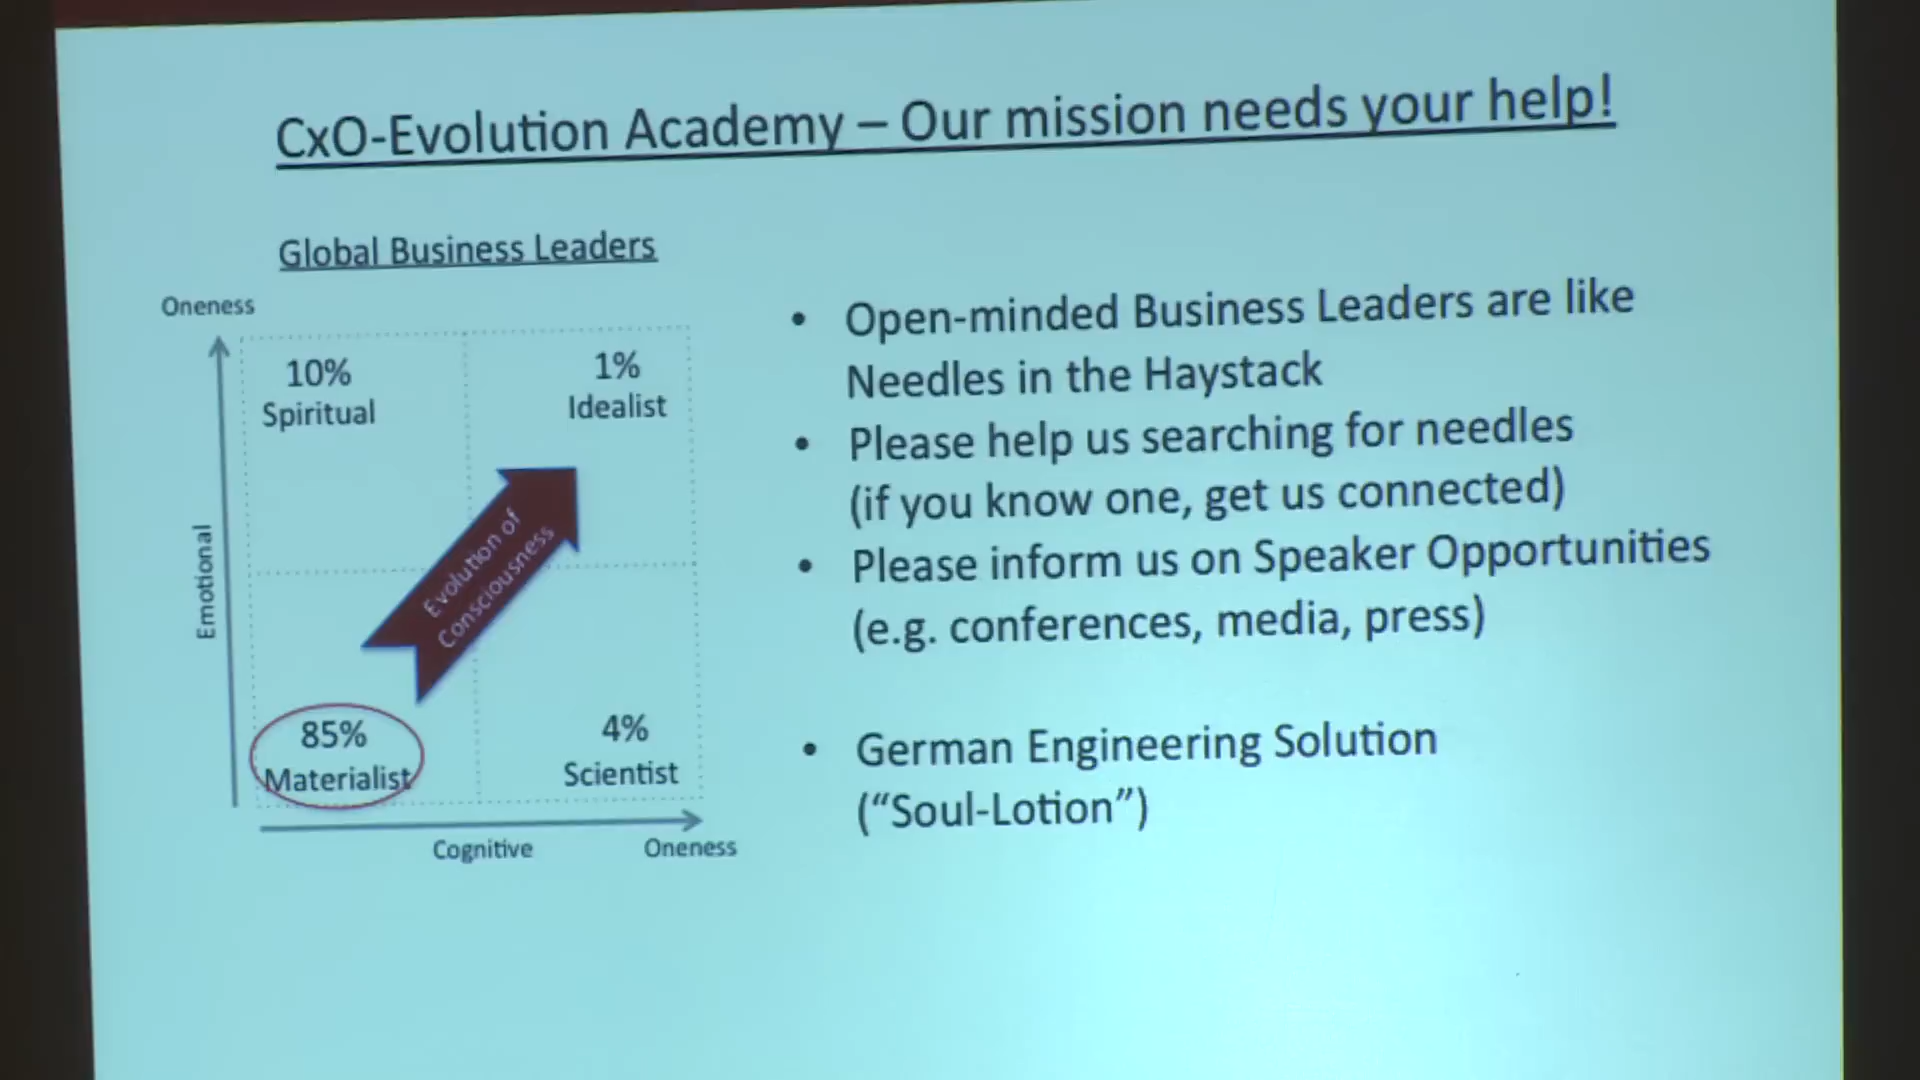 CxO-Evolution Academy – Our mission needs your help!
Global Business Leaders
Oneness
10%
Spiritual
1%
Idealist
Emotional
Evolution of
Consciousness
85%
Materialist
4%
Scientist
Cognitive
Oneness
• Open-minded Business Leaders are like
Needles in the Haystack
• Please help us searching for needles
(if you know one, get us connected)
• Please inform us on Speaker Opportunities
(e.g. conferences, media, press)
• German Engineering Solution
(“Soul-Lotion”)